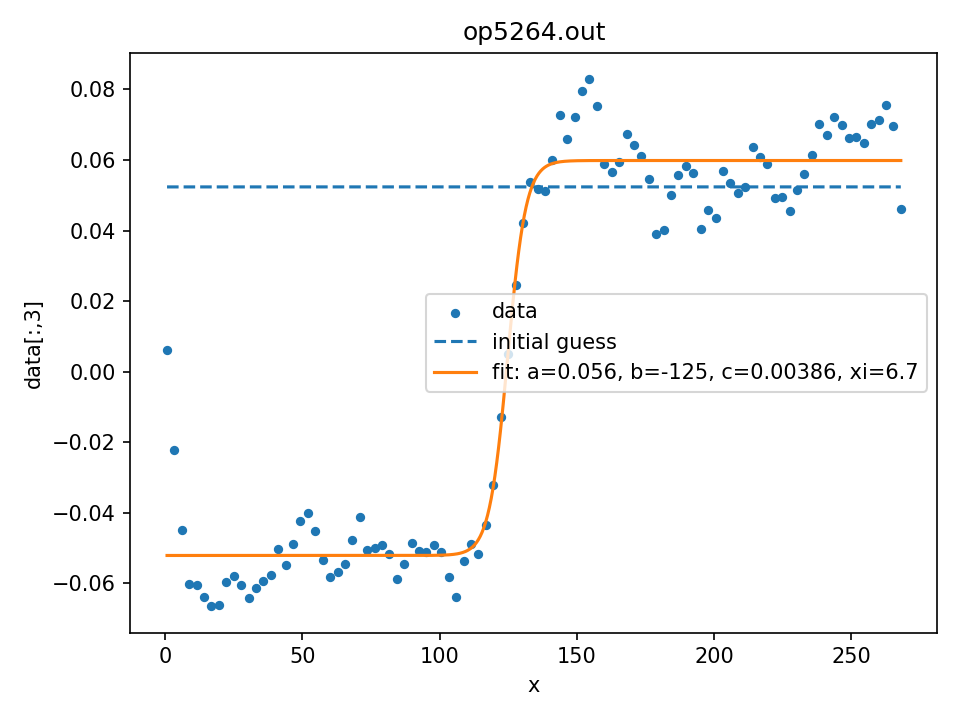 op5264.out
0.08
0.06
0.04
0.02
0.00
−0.02
−0.04
−0.06
data[:,3]
data
initial guess
fit: a=0.056, b=-125, c=0.00386, xi=6.7
0 50 100 150 200 250
x